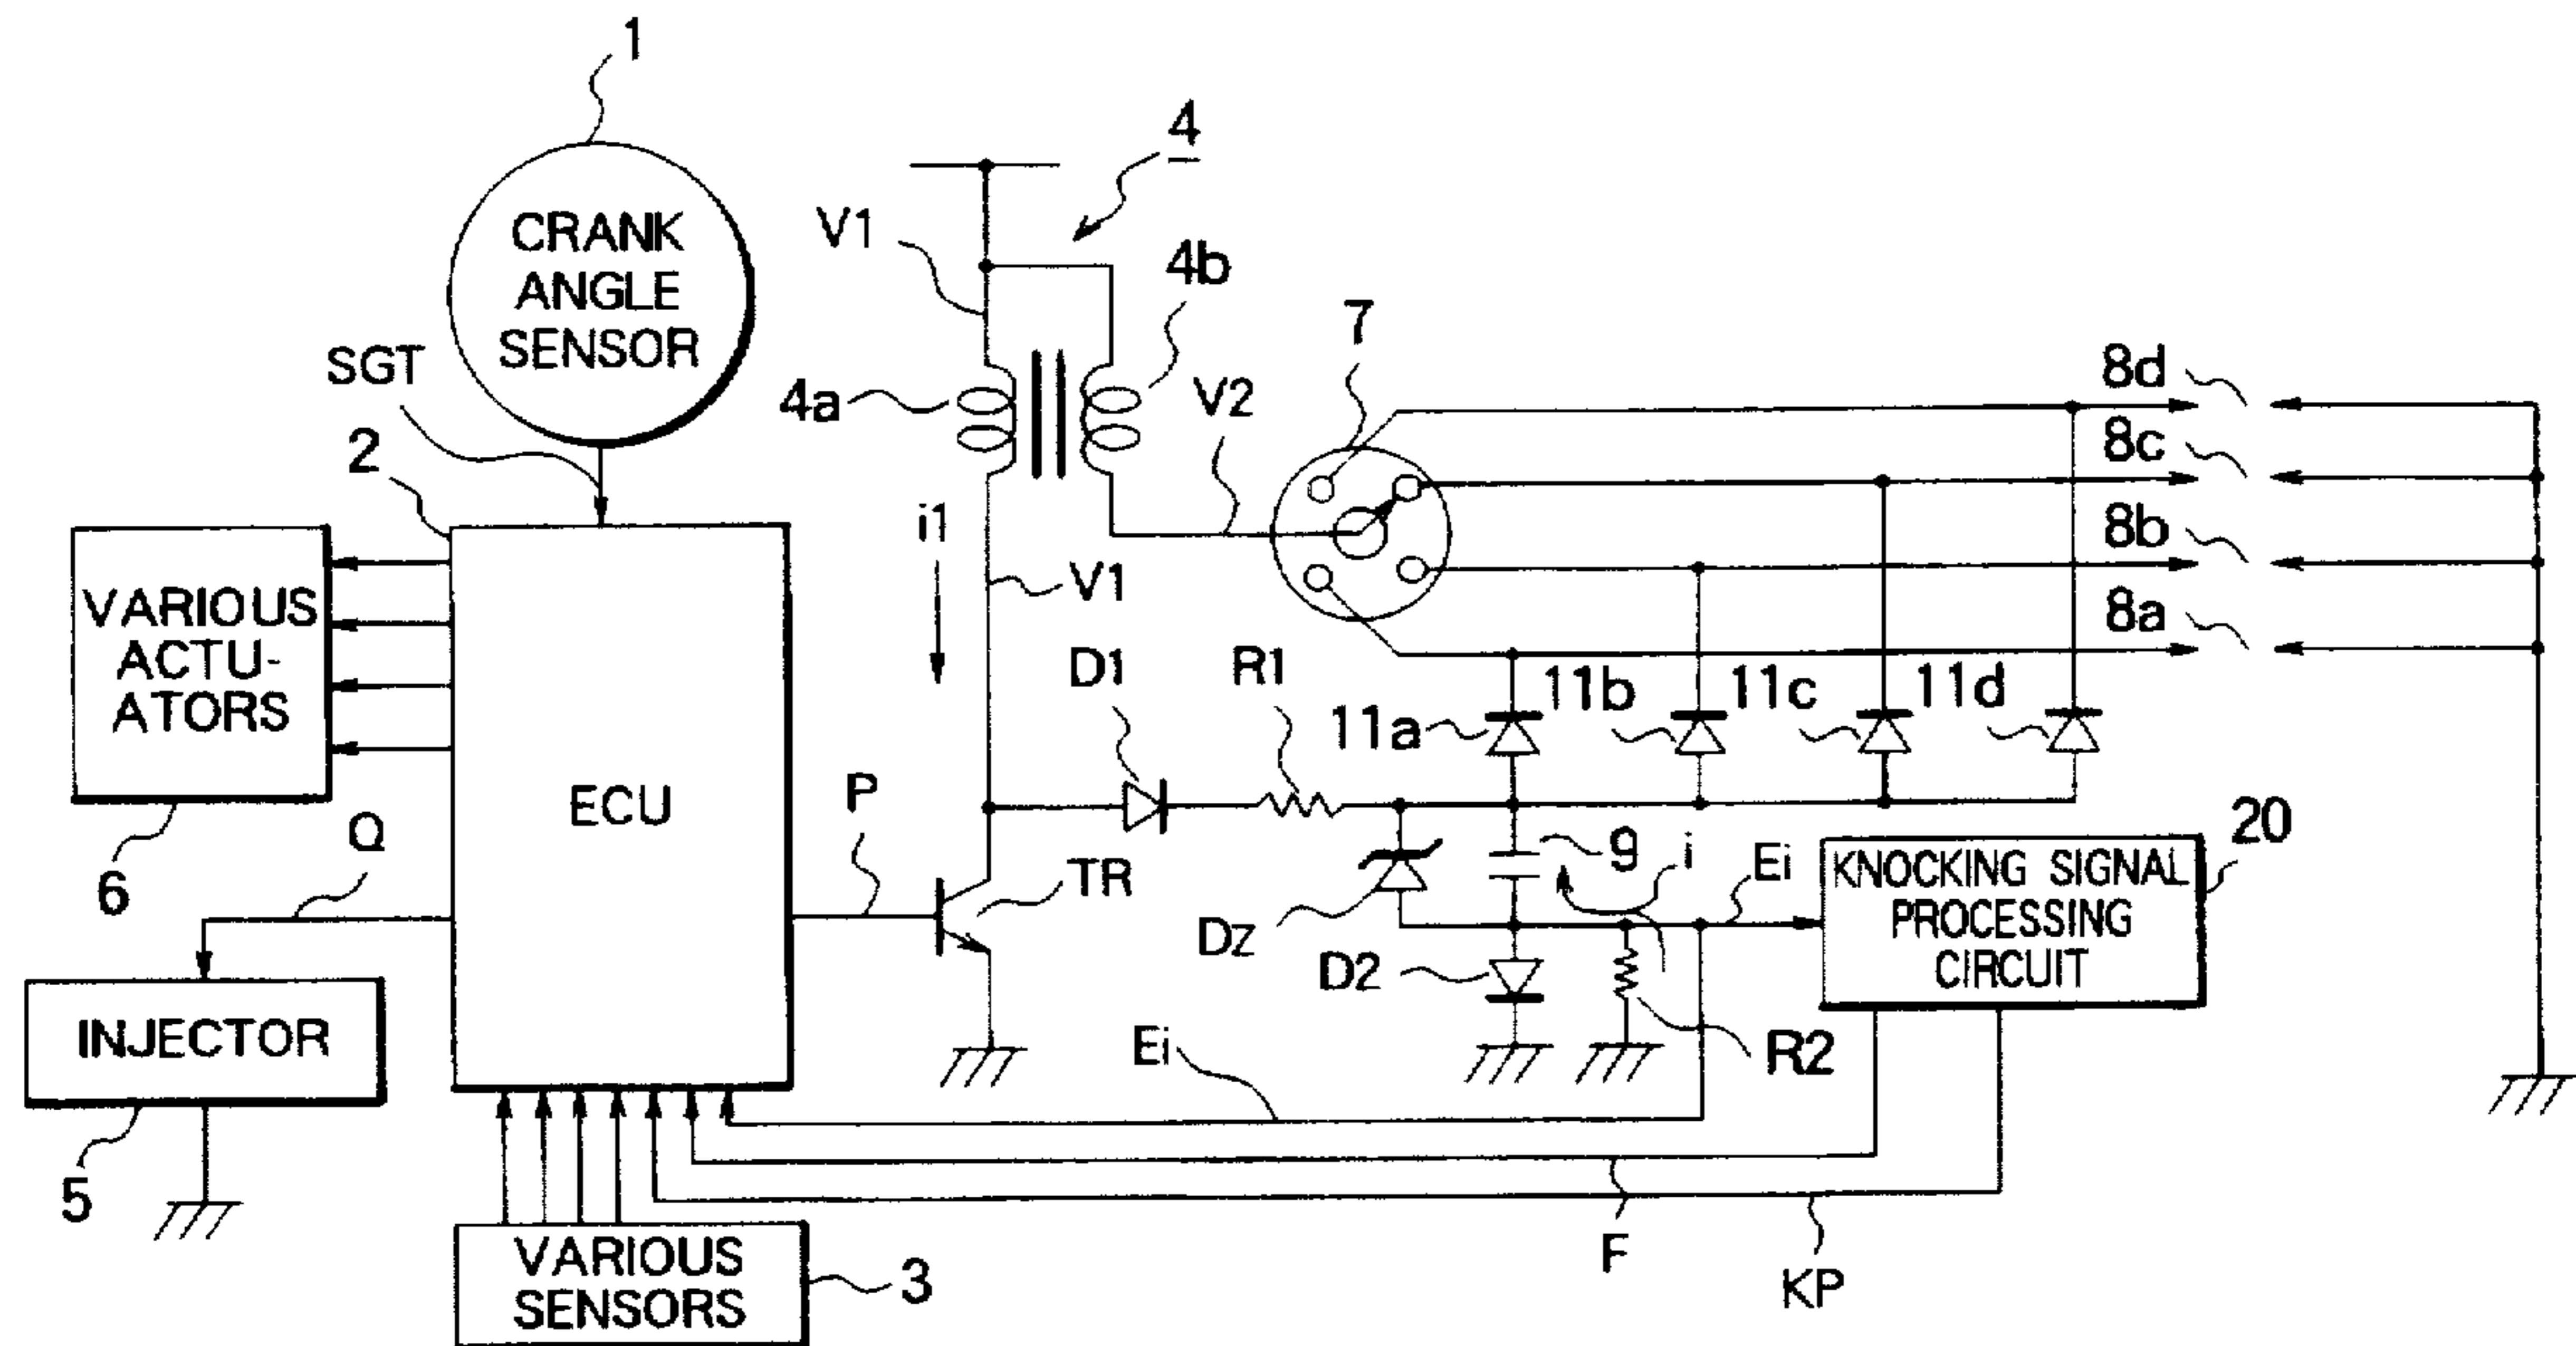 1
CRANK
ANGLE
SENSOR
SGT
2
4
V1
4b
4a
7
V2
8d
8c
8b
8a
i1
V1
VARIOUS
ACTU-
ATORS
6
ECU
Q
P
TR
D1
R1
11a
11b
11c
11d
9
i
Ei
20
KNOCKING SIGNAL
PROCESSING
CIRCUIT
DZ
D2
R2
Ei
INJECTOR
5
F
KP
VARIOUS
SENSORS
3